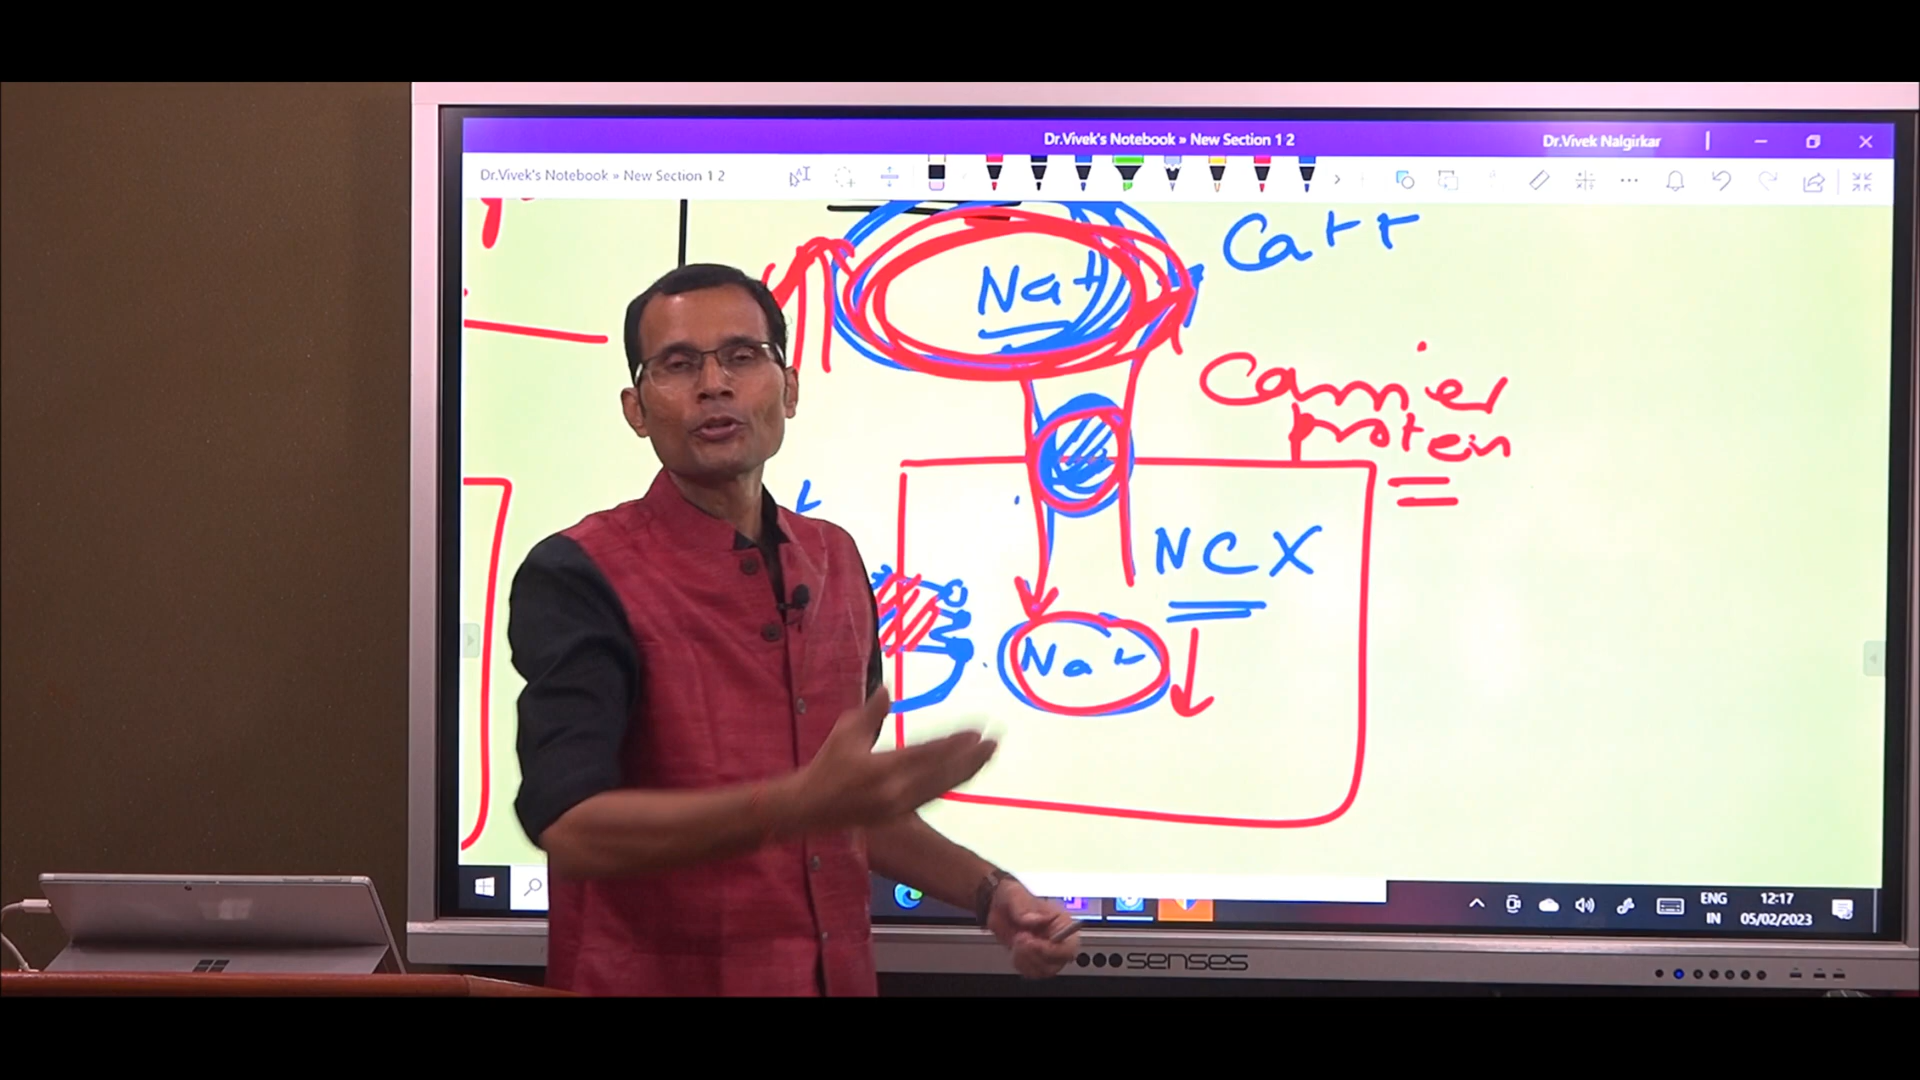 Dr.Vivek's Notebook » New Section 1 2
Dr.Vivek Nalgirkar
Dr.Vivek's Notebook » New Section 1 2
Ca++
Na+
Carrier
protein
NCX
Na+
ENG
IN
12:17
05/02/2023
senses